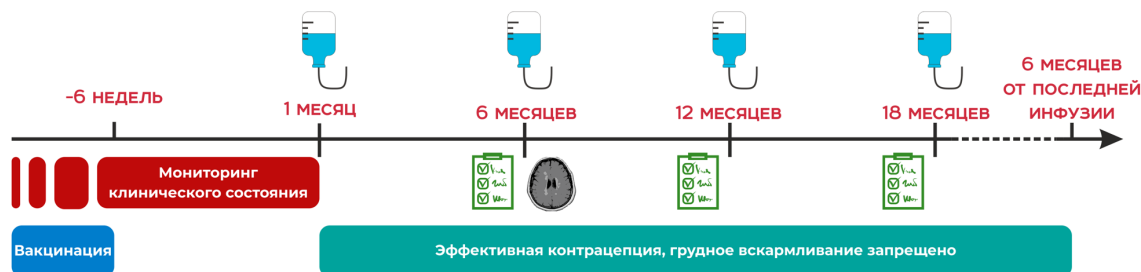 -6 НЕДЕЛЬ
1 МЕСЯЦ
6 МЕСЯЦЕВ
12 МЕСЯЦЕВ
18 МЕСЯЦЕВ
6 МЕСЯЦЕВ
ОТ ПОСЛЕДНЕЙ
ИНФУЗИИ
Мониторинг
клинического состояния
Вакцинация
Эффективная контрацепция, грудное вскармливание запрещено